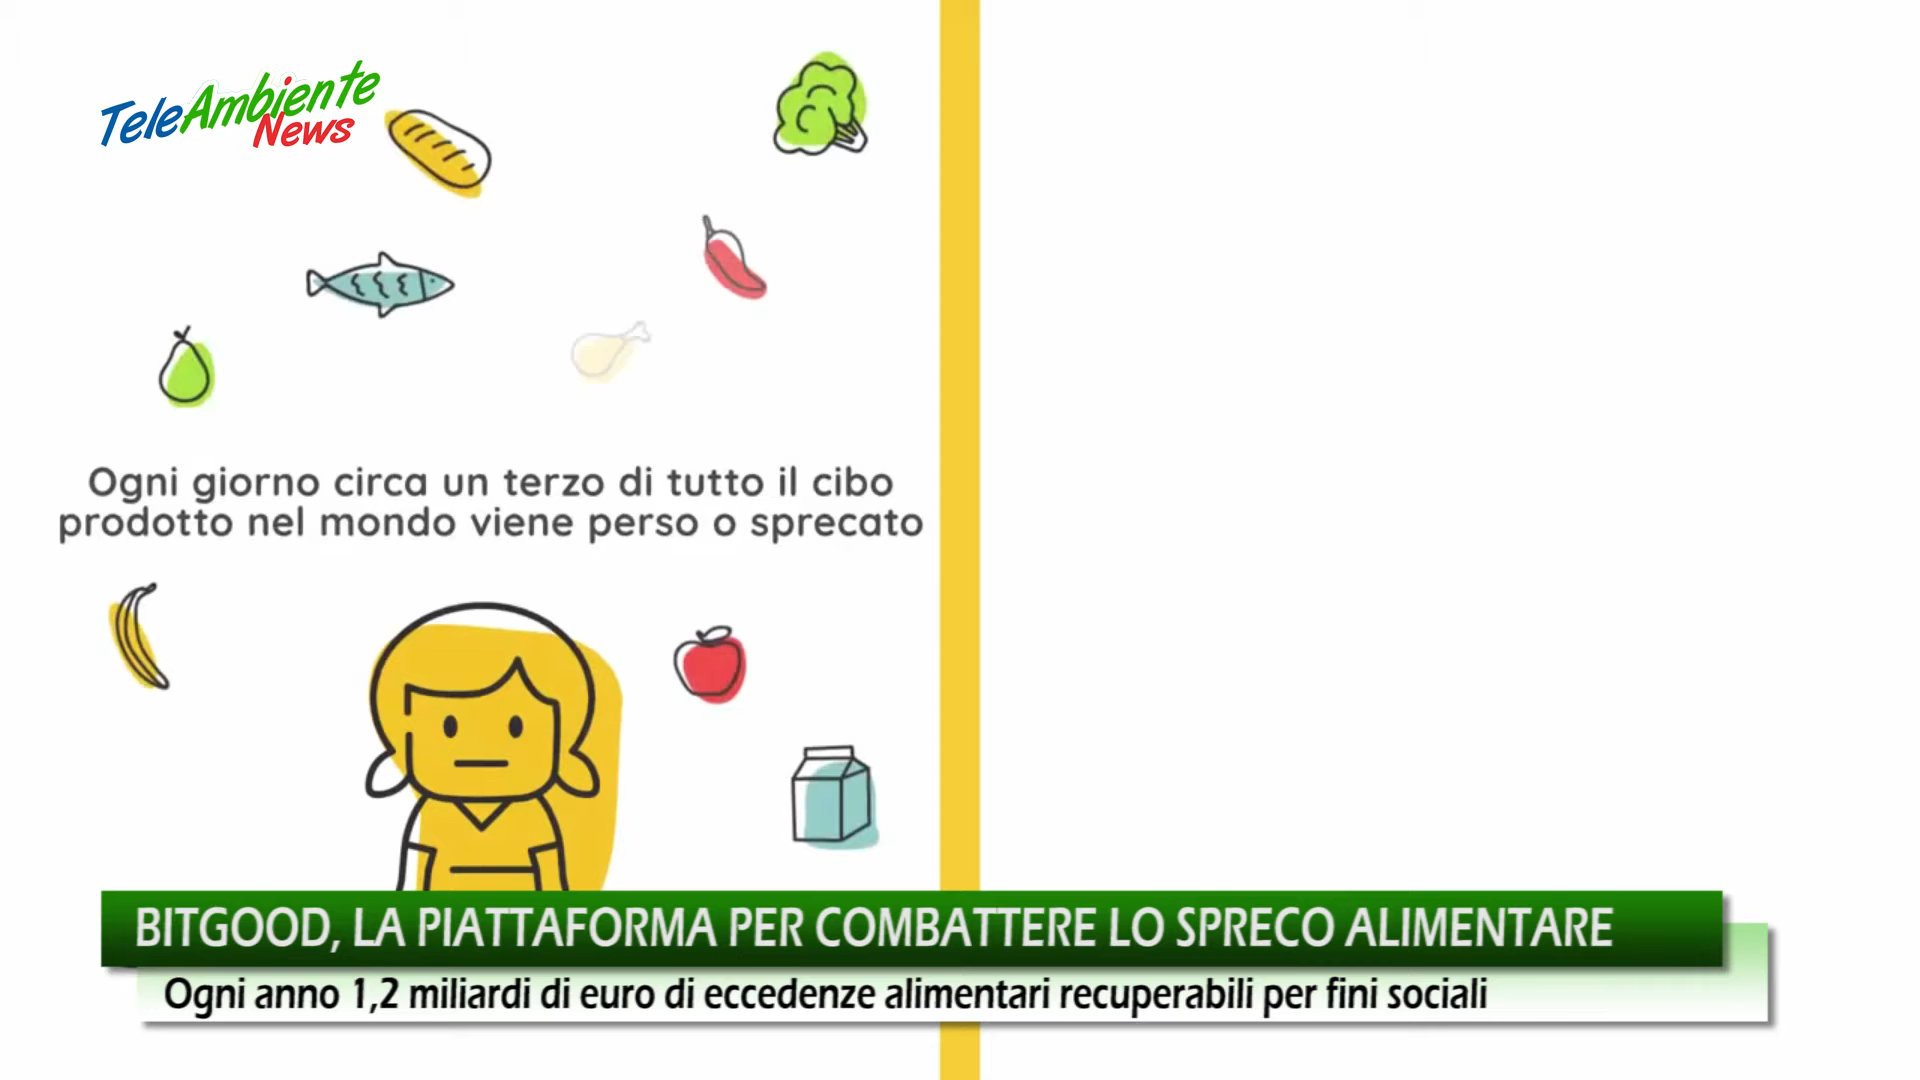 TeleAmbiente
News
Ogni giorno circa un terzo di tutto il cibo
prodotto nel mondo viene perso o sprecato
BITGOOD, LA PIATTAFORMA PER COMBATTERE LO SPRECO ALIMENTARE
Ogni anno 1,2 miliardi di euro di eccedenze alimentari recuperabili per fini sociali